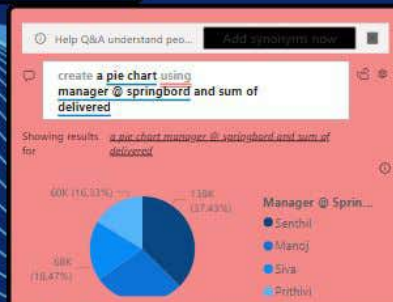 Help Q&A understand peo...
Add synonyms now
create a pie chart using
manager @ springbord and sum of
delivered
Showing results for
a pie chart manager @ springbord and sum of
delivered
60K (16.53%)
138K
(37.43%)
68K
(18.47%)
Manager @ Sprin...
Senthil
Manoj
Siva
Prithivi